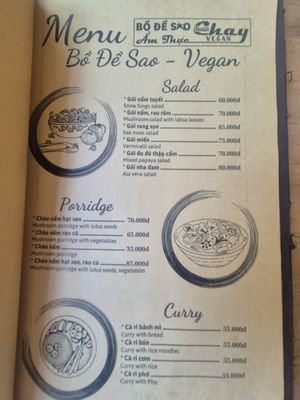 Menu
BỒ ĐỀ SAO
Ẩm Thực
Chay
VEGAN
Bồ Đề Sao - Vegan
Salad
* Gỏi nấm tuyết 60.000đ
Snow fungs salad
* Gỏi nấm, rau răm 70.000đ
Mushroom salad with laksa leaves
* Gỏi rong sụn 65.000đ
Sea moss salad
* Gỏi miến 75.000đ
Vermicelli salad
* Gỏi đu đủ thập cẩm 70.000đ
Mixed papaya salad
* Gỏi nha đam 80.000đ
Alo vera salad
Porridge
* Cháo nấm hạt sen 70.000đ
Mushroom porridge with lotus seeds
* Cháo nấm rau củ 65.000đ
Mushroom porridge with vegetables
* Cháo nấm 35.000đ
Mushroom porridge
* Cháo nấm hạt sen, rau củ 85.000đ
Mushroom porridge with lotus seeds, vegetables
Curry
* Cà ri bánh mì 55.000đ
Curry with bread
* Cà ri bún 55.000đ
Curry with rice noodles
* Cà ri cơm 55.000đ
Curry with rice
* Cà ri phở 55.000đ
Curry with Pho